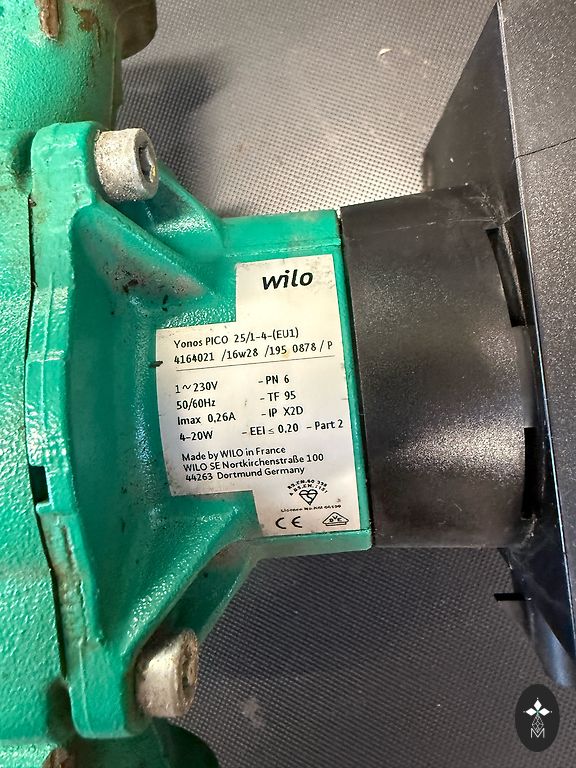 wilo
Yonos PICO 25/1-4-(EU1)
4164021 /16w28 /195 0878 / P
1 ~ 230V - PN 6
50/60Hz - TF 95
Imax 0,26A - IP X2D
4-20W - EEI ≤ 0,20 - Part 2
Made by WILO in France
WILO SE Nortkirchenstraße 100
44263 Dortmund Germany
CE
M